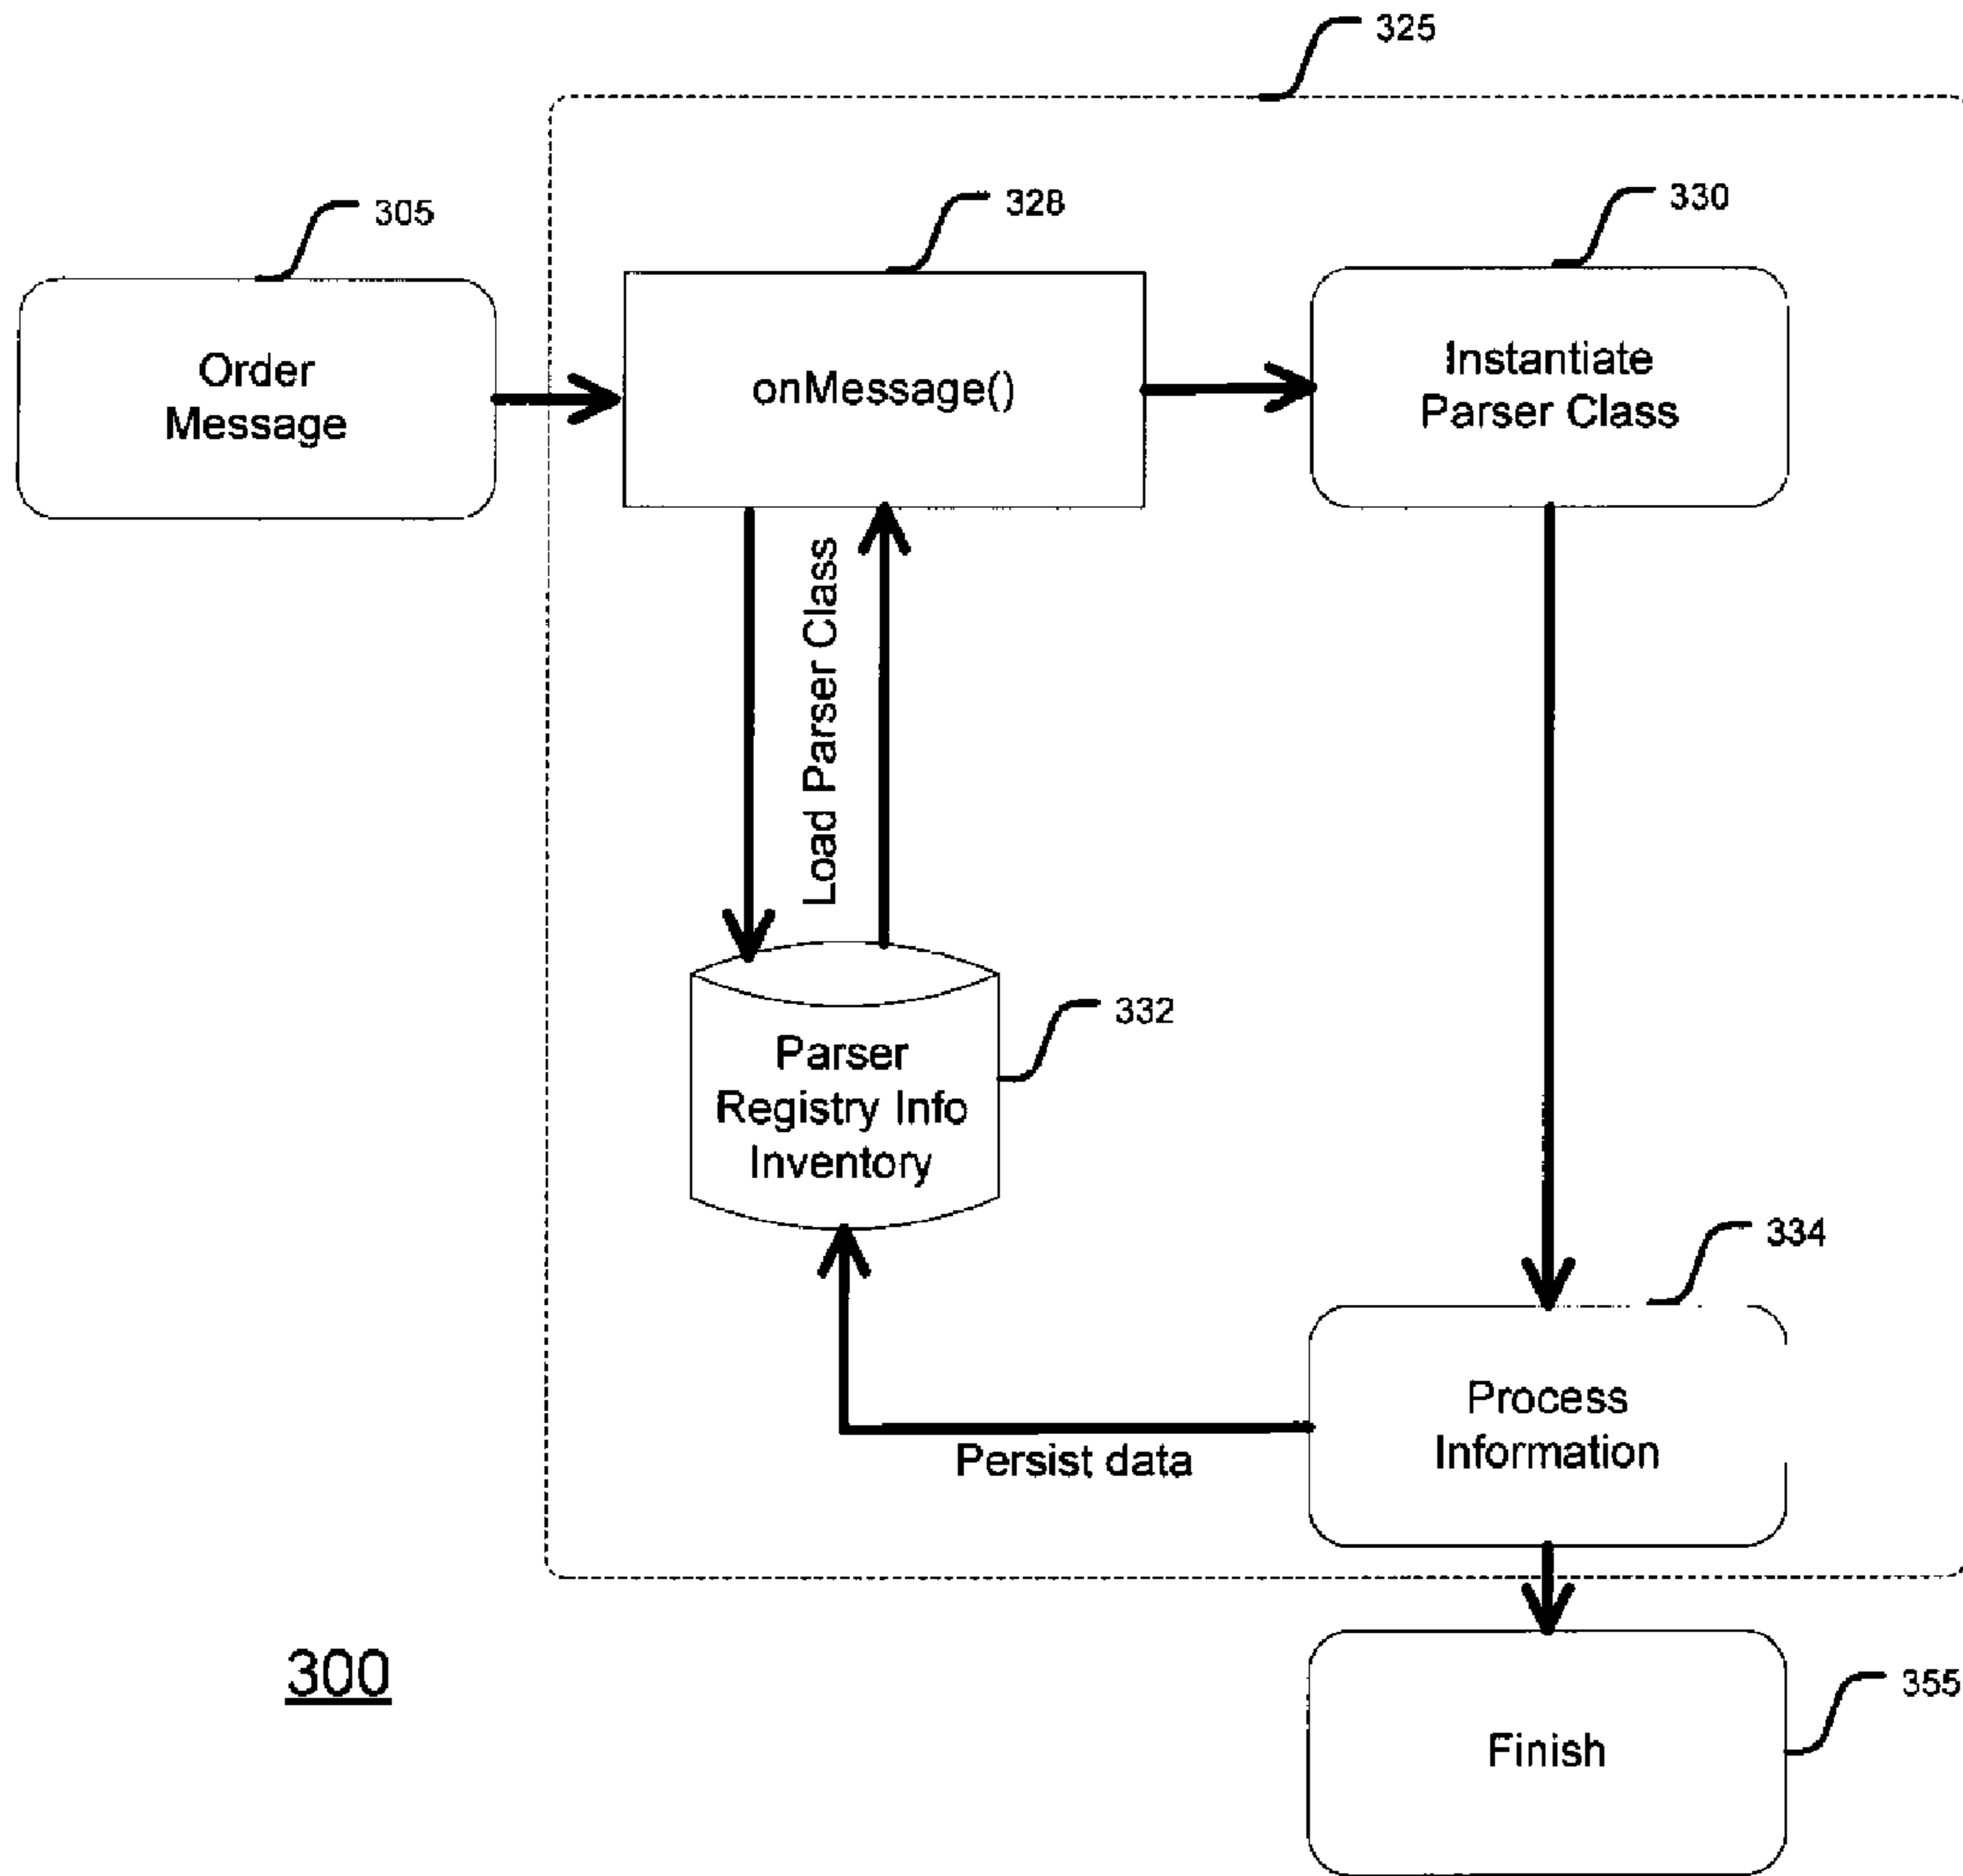 325
305
328
330
Order
Message
onMessage()
Instantiate
Parser Class
Load Parser Class
332
Parser
Registry Info
Inventory
334
Process
Information
Persist data
300
355
Finish